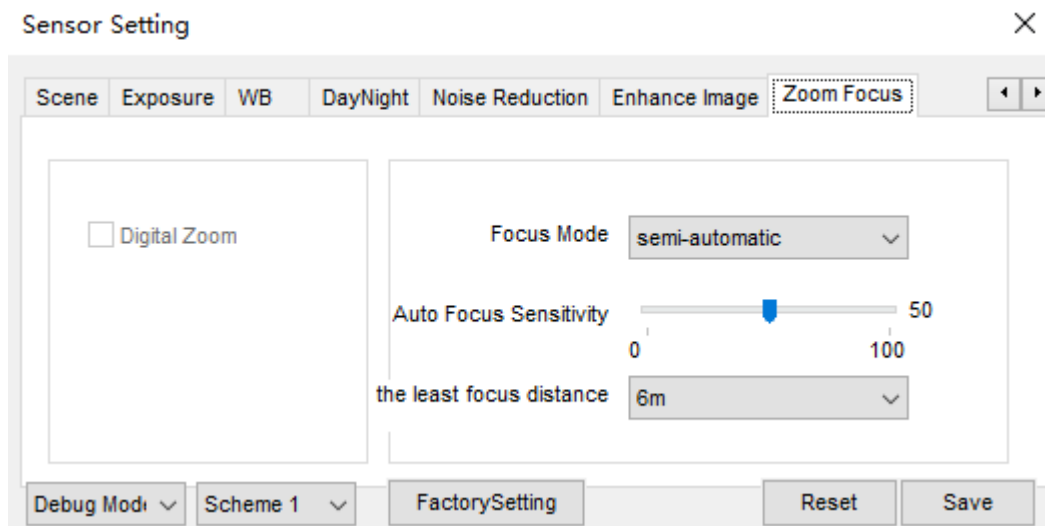 Sensor Setting
Scene Exposure WB DayNight Noise Reduction Enhance Image Zoom Focus
Digital Zoom
Focus Mode semi-automatic
Auto Focus Sensitivity 50
0 100
the least focus distance 6m
Debug Mod Scheme 1 FactorySetting Reset Save